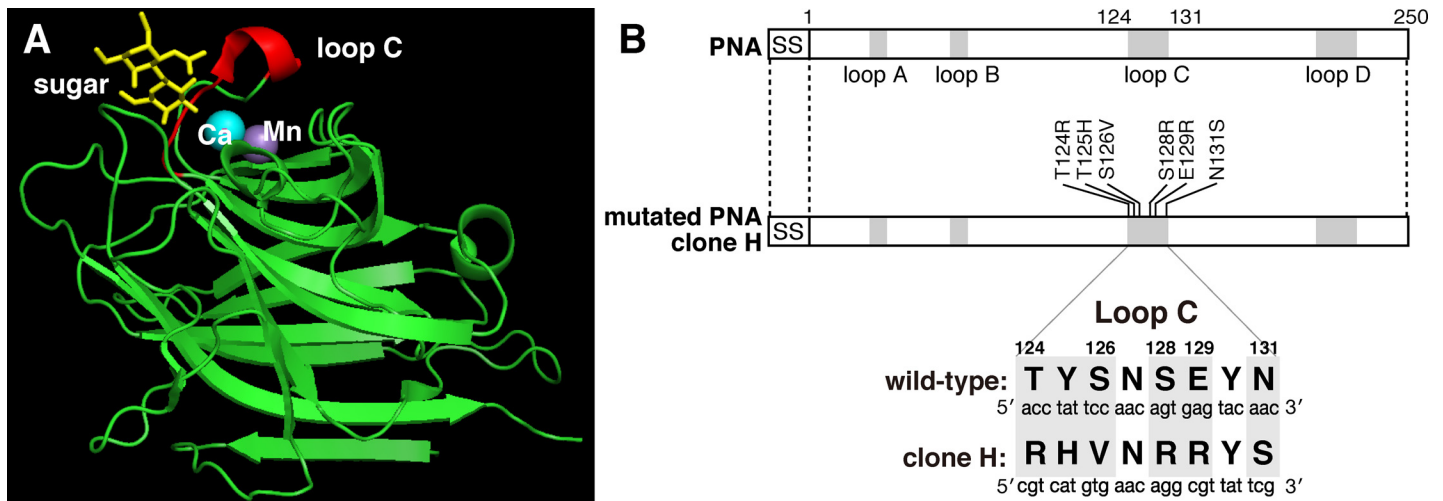 A
loop C
sugar
Ca
Mn
B
1
124
131
250
PNA
SS
loop A
loop B
loop C
loop D
T124R
T125H
S126V
S128R
E129R
N131S
mutated PNA
clone H
SS
Loop C
124
126
128
129
131
wild-type: T Y S N S E Y N
5′ acc tat tcc aac agt gag tac aac 3′
clone H: R H V N R R Y S
5′ cgt cat gtg aac agg cgt tat tcg 3′